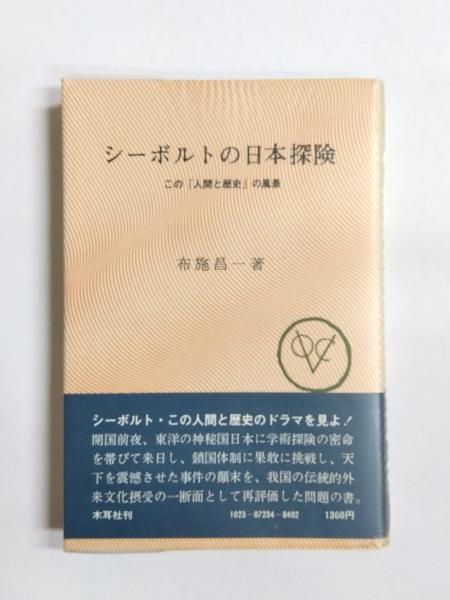 シーボルトの日本探険
この「人間と歴史」の風景
布施昌一著
VOC
シーボルト・この人間と歴史のドラマを見よ!
開国前夜、東洋の神秘国日本に学術探険の密命
を帯びて来日し、鎖国体制に果敢に挑戦し、天
下を震憾させた事件の顛末を、我国の伝統的外
来文化摂受の一断面として再評価した問題の書。
木耳社刊 1023-07234-8402 1300円